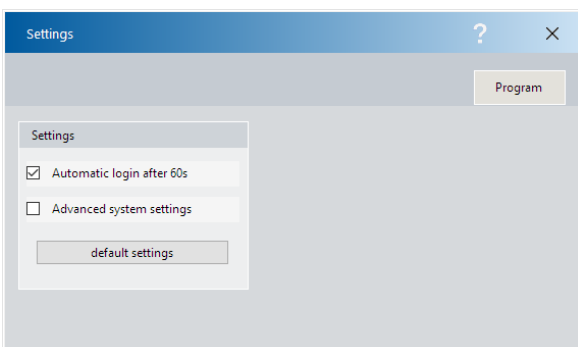 Settings
?
Program
Settings
Automatic login after 60s
Advanced system settings
default settings